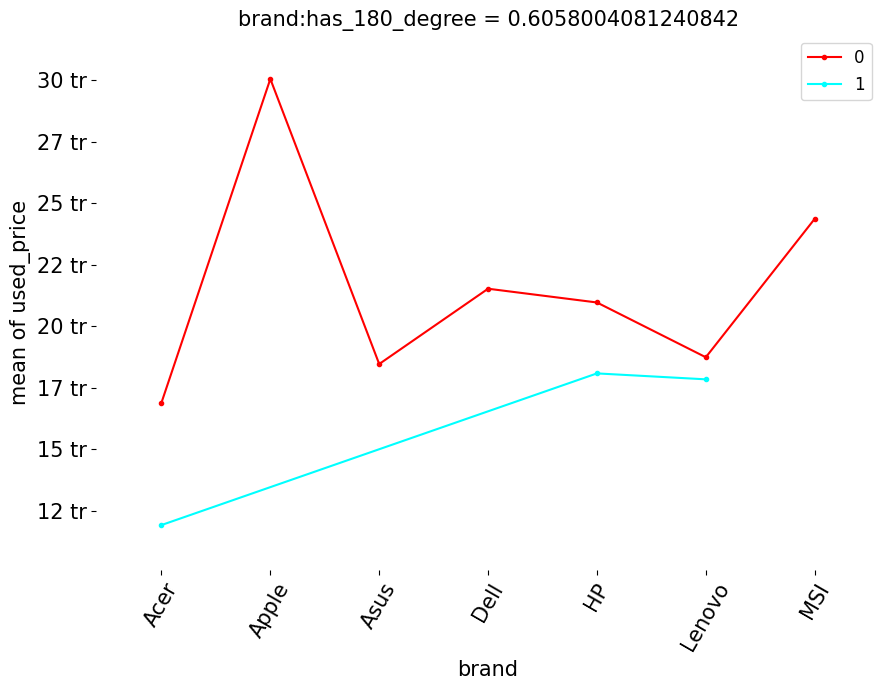 brand:has_180_degree = 0.6058004081240842
0
1
30 tr
27 tr
25 tr
22 tr
20 tr
17 tr
15 tr
12 tr
mean of used_price
Acer
Apple
Asus
Dell
HP
Lenovo
MSI
brand